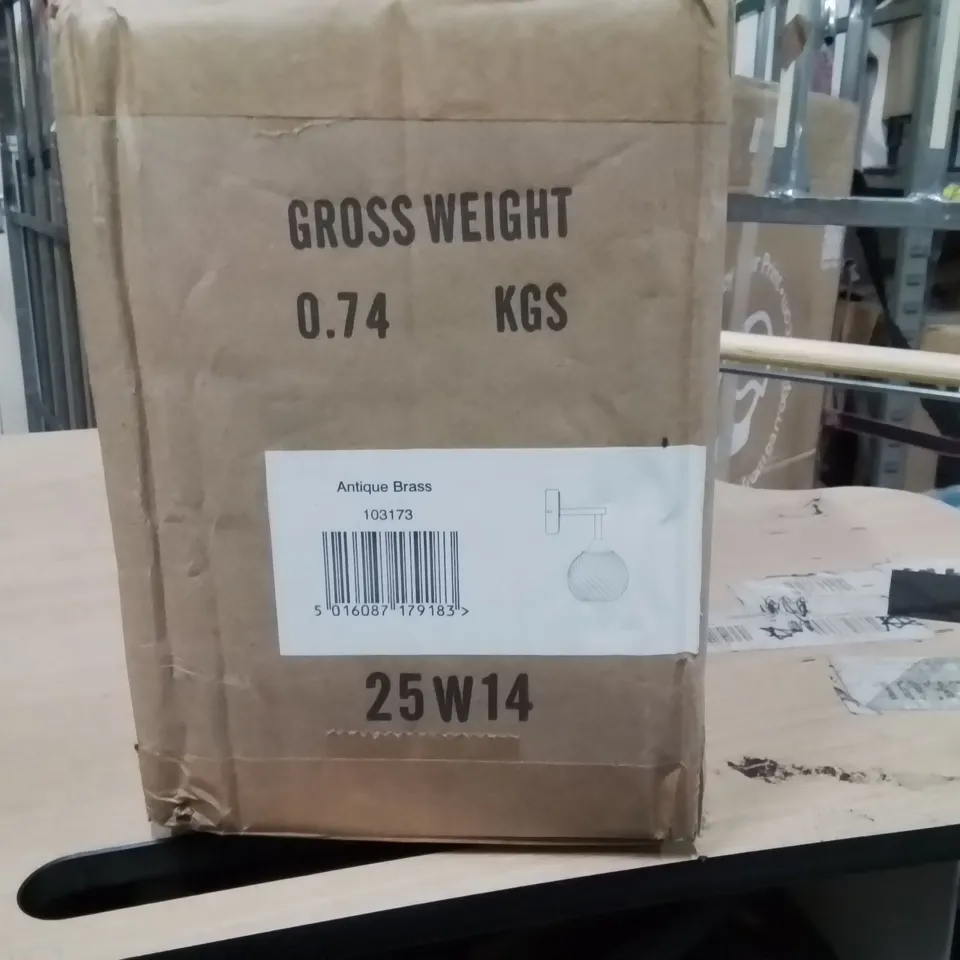 GROSS WEIGHT
0.74 KGS
Antique Brass
103173
5 016087 179183 >
25W14